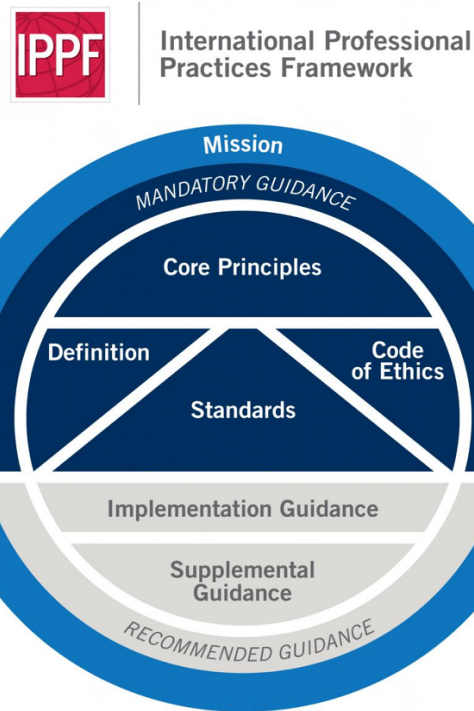 IPPF
International Professional
Practices Framework
Mission
MANDATORY GUIDANCE
Core Principles
Definition
Code
of Ethics
Standards
Implementation Guidance
Supplemental
Guidance
RECOMMENDED GUIDANCE